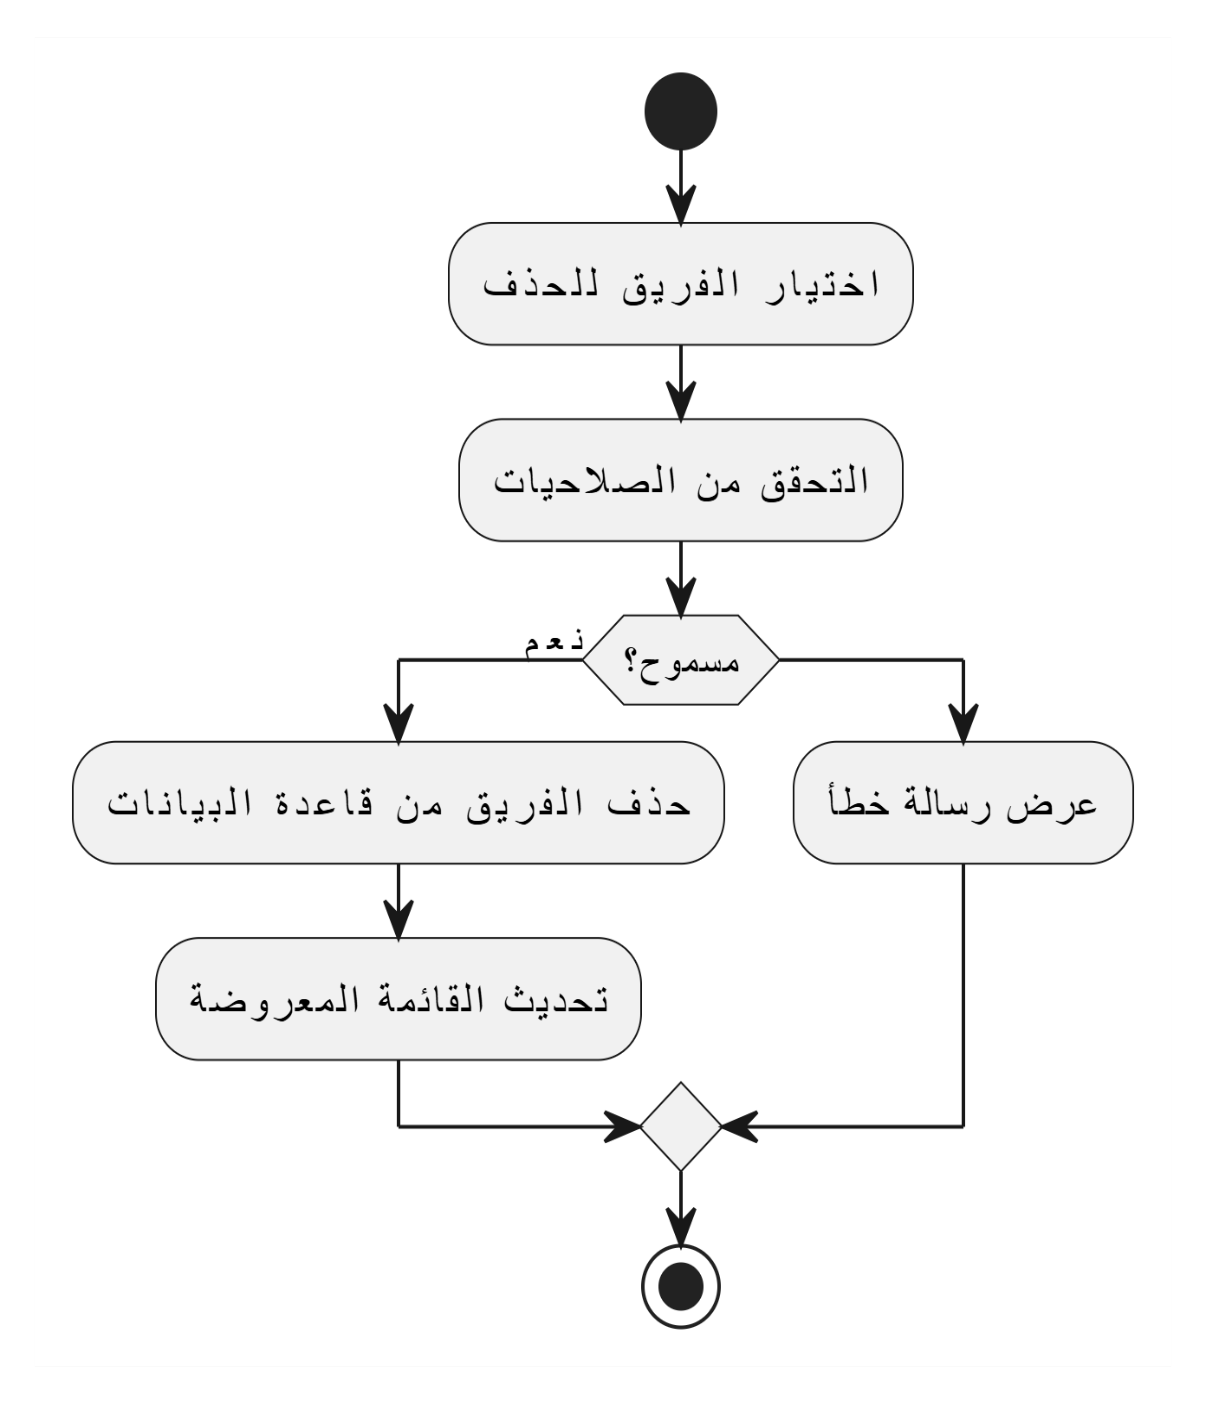 اختيار الفريق للحذف
التحقق من الصلاحيات
مسموح؟
نعم
حذف الفريق من قاعدة البيانات
عرض رسالة خطأ
تحديث القائمة المعروضة